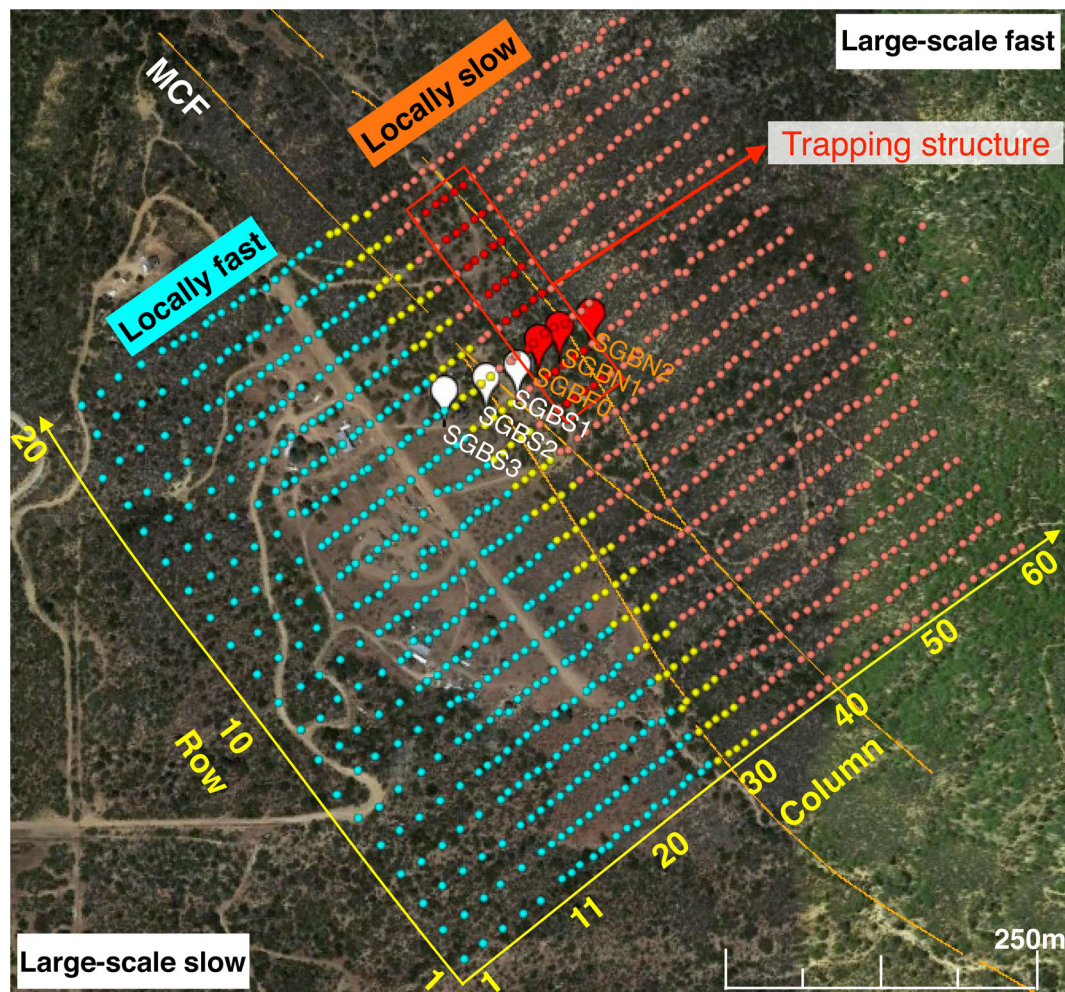 Large-scale fast
MCF
Locally slow
Trapping structure
Locally fast
SGBN2
SGBN1
SGBF0
SGBS1
SGBS2
SGBS3
20
10
Row
1
1
11
20
30
40
50
60
Column
250m
Large-scale slow